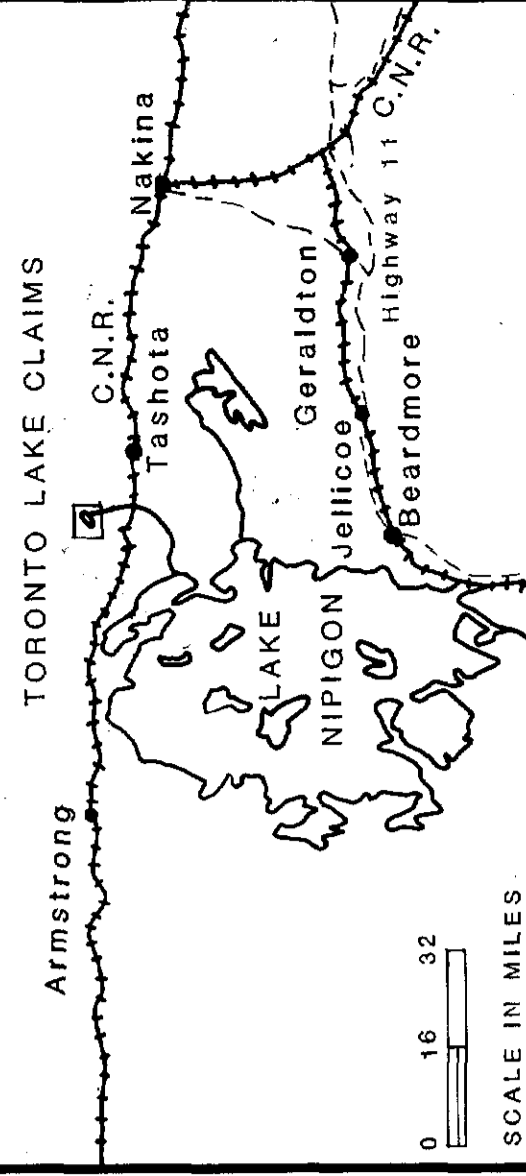 TORONTO LAKE CLAIMS
Armstrong
C.N.R.
Tashota
Nakina
LAKE
NIPIGON
Geraldton
Jellicoe
Beardmore
Highway 11
C.N.R.
0 16 32
SCALE IN MILES